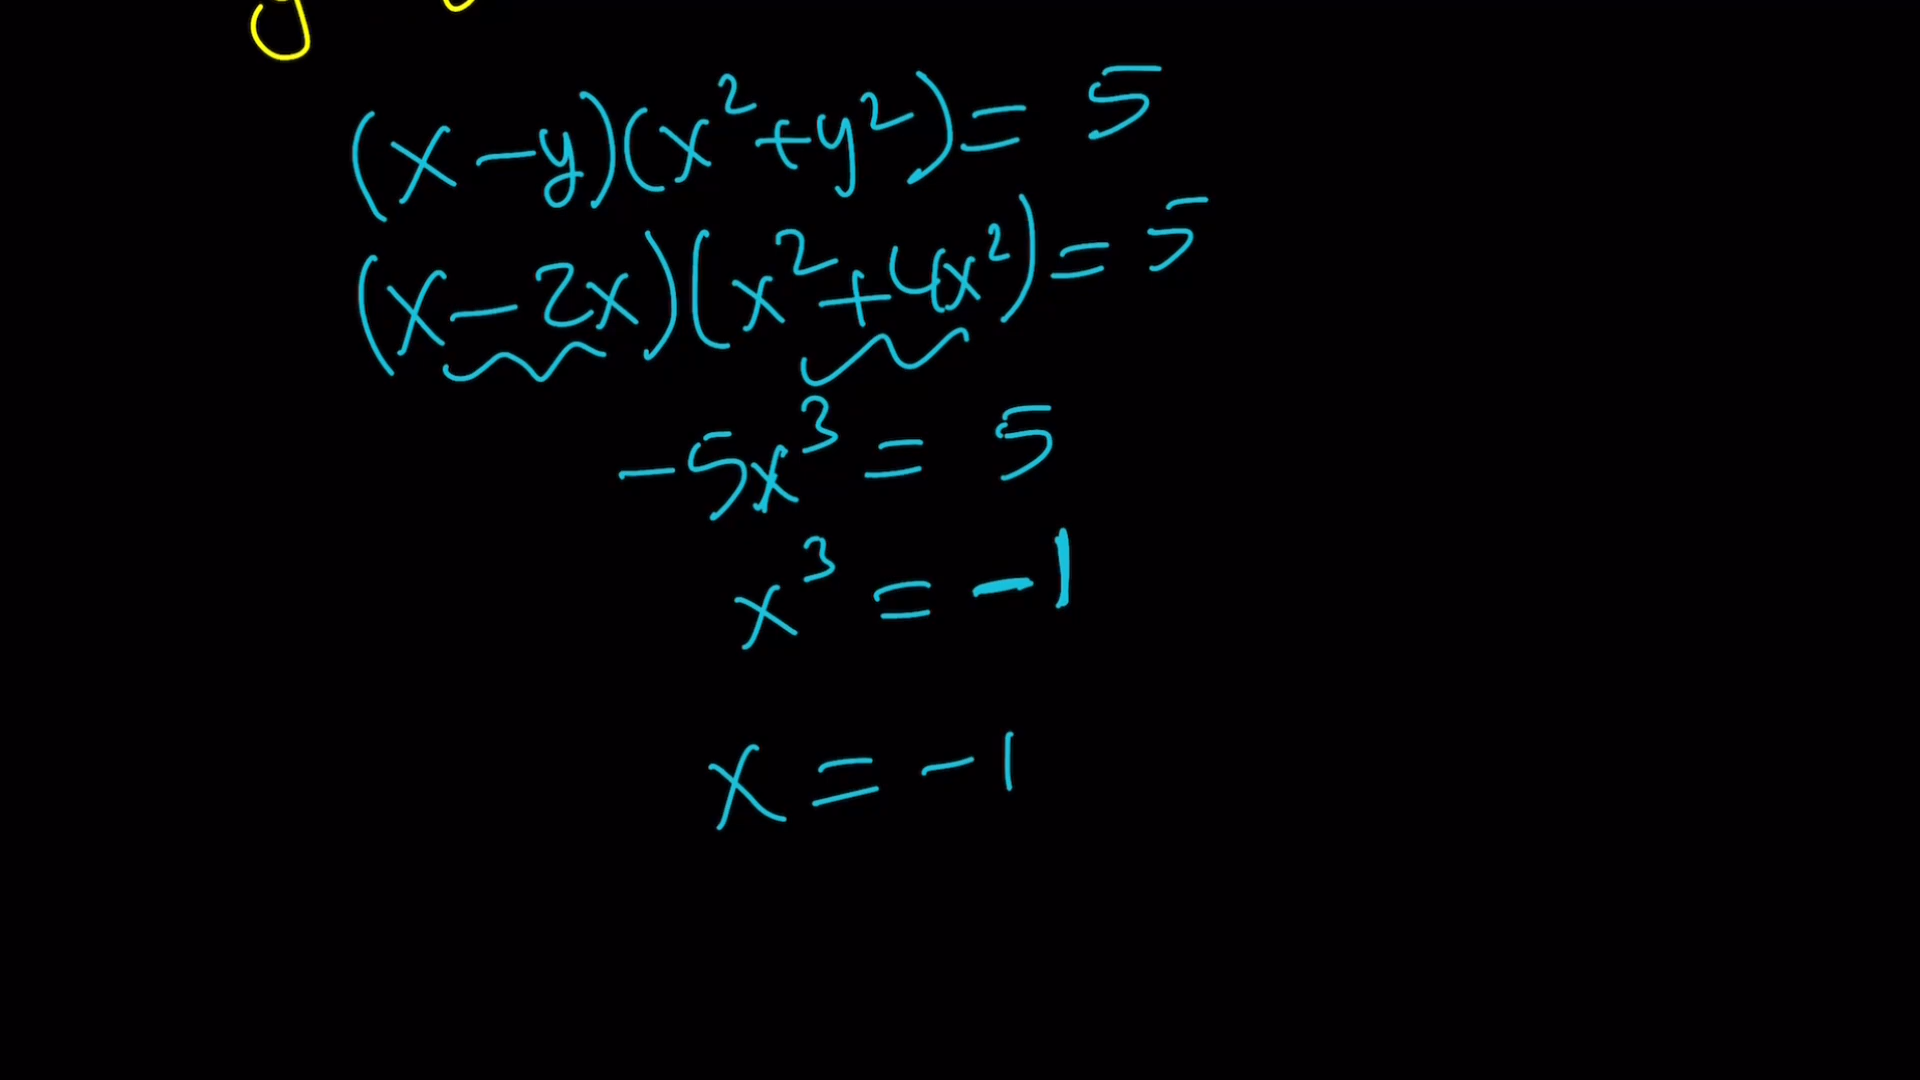 (x-y)(x²+y²)= 5
(x-2x)(x²+4x²)= 5
-5x³ = 5
x³ = -1
x = -1